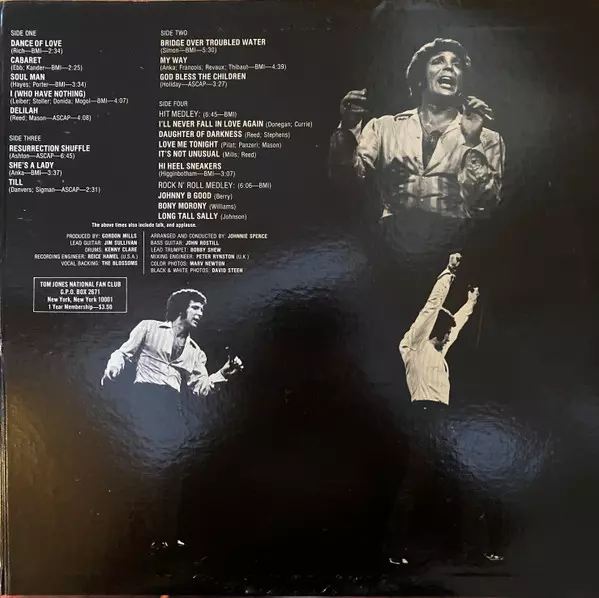 SIDE ONE
DANCE OF LOVE
(Rich—BMI—2:34)
CABARET
(Ebb; Kander—BMI—2:25)
SOUL MAN
(Hayes; Porter—BMI—3:34)
I (WHO HAVE NOTHING)
(Leiber; Stoller; Donida; Mogol—BMI—4:07)
DELILAH
(Reed; Mason—ASCAP—4:08)
SIDE THREE
RESURRECTION SHUFFLE
(Ashton—ASCAP—6:45)
SHE'S A LADY
(Anka—BMI—3:37)
TILL
(Danvers; Sigman—ASCAP—2:31)
SIDE TWO
BRIDGE OVER TROUBLED WATER
(Simon—BMI—5:30)
MY WAY
(Anka; Francois, Revaux; Thibaut—BMI—4:39)
GOD BLESS THE CHILDREN
(Holiday—ASCAP—3:27)
SIDE FOUR
HIT MEDLEY: (6:45—BMI)
I'LL NEVER FALL IN LOVE AGAIN (Donegan; Currie)
DAUGHTER OF DARKNESS (Reed; Stephens)
LOVE ME TONIGHT (Pilat; Panzeri; Mason)
IT'S NOT UNUSUAL (Mills; Reed)
HI HEEL SNEAKERS
(Higginbotham—BMI—3:07)
ROCK N' ROLL MEDLEY: (6:06—BMI)
JOHNNY B GOOD (Berry)
BONY MORONY (Williams)
LONG TALL SALLY (Johnson)
The above times also include talk, and applause.
PRODUCED BY: GORDON MILLS
LEAD GUITAR: JIM SULLIVAN
DRUMS: KENNY CLARE
RECORDING ENGINEER: REICE HAMEL (U.S.A.)
VOCAL BACKING: THE BLOSSOMS
ARRANGED AND CONDUCTED BY: JOHNNIE SPENCE
BASS GUITAR: JOHN ROSTILL
LEAD TRUMPET: BOBBY SHEW
MIXING ENGINEER: PETER RYNSTON (U.K.)
COLOR PHOTOS: MARV NEWTON
BLACK & WHITE PHOTOS: DAVID STEEN
TOM JONES NATIONAL FAN CLUB
G.P.O. BOX 2671
New York, New York 10001
1 Year Membership—$3.50